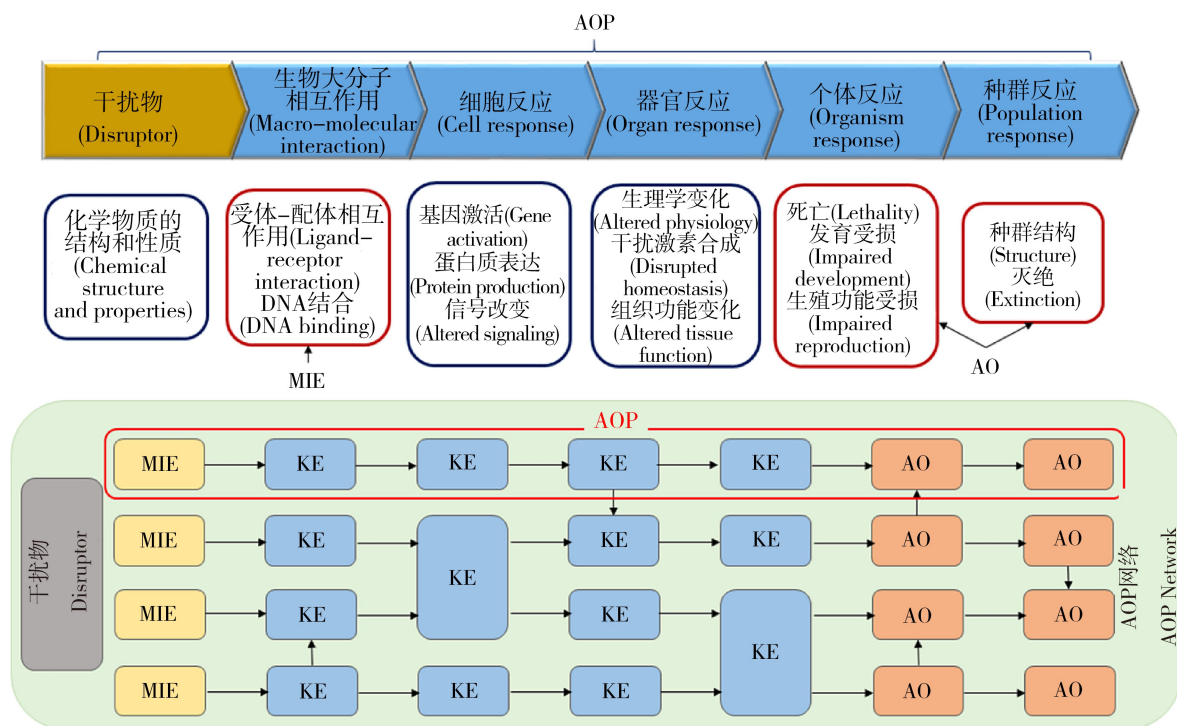 AOP
干扰物
(Disruptor)
生物大分子
相互作用
(Macro-molecular
interaction)
细胞反应
(Cell response)
器官反应
(Organ response)
个体反应
(Organism
response)
种群反应
(Population
response)
化学物质的
结构和性质
(Chemical
structure
and properties)
受体-配体相互
作用(Ligand-
receptor
interaction)
DNA结合
(DNA binding)
基因激活(Gene
activation)
蛋白质表达
(Protein production)
信号改变
(Altered signaling)
生理学变化
(Altered physiology)
干扰激素合成
(Disrupted
homeostasis)
组织功能变化
(Altered tissue
function)
死亡(Lethality)
发育受损
(Impaired
development)
生殖功能受损
(Impaired
reproduction)
种群结构
(Structure)
灭绝
(Extinction)
MIE
AO
AOP
干扰物
Disruptor
MIE
KE
KE
KE
KE
AO
AO
MIE
KE
KE
KE
KE
AO
AO
MIE
KE
KE
KE
AO
AO
MIE
KE
KE
KE
AO
AO
AOP网络
AOP Network